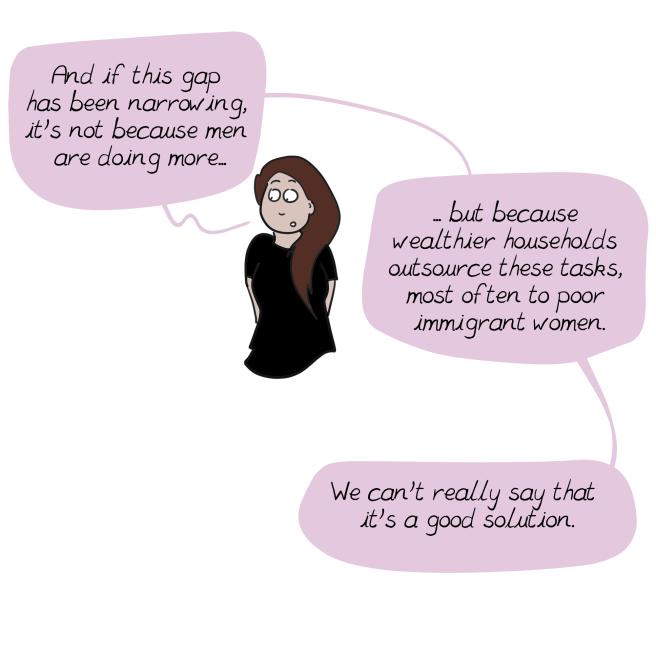 And if this gap
has been narrowing,
it's not because men
are doing more...
... but because
wealthier households
outsource these tasks,
most often to poor
immigrant women.
We can't really say that
it's a good solution.